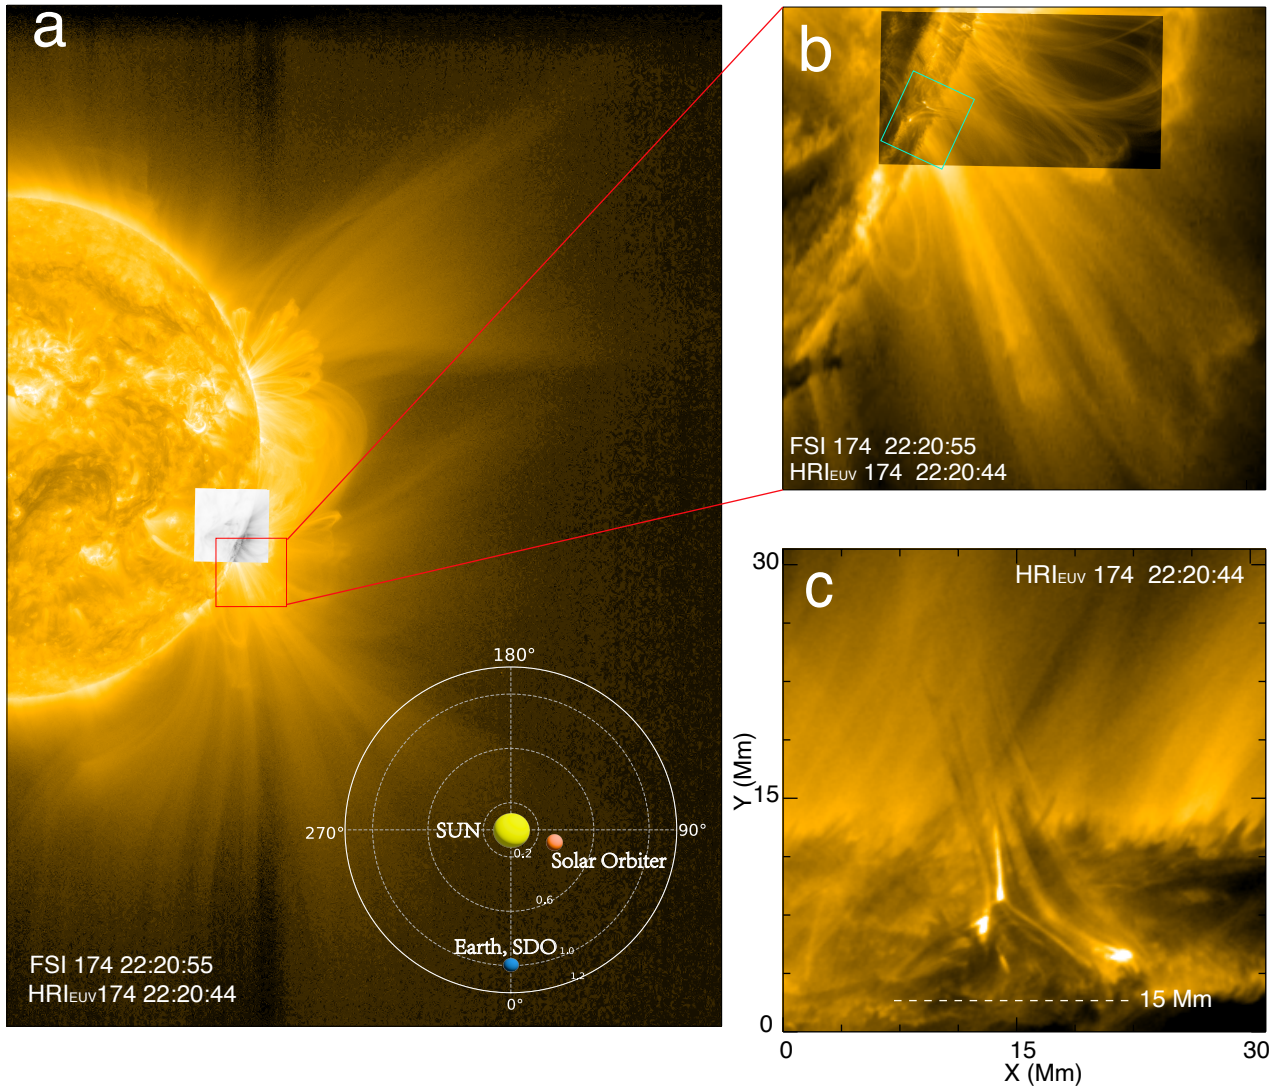 a
FSI 174 22:20:55
HRIEUV174 22:20:44
180°
270°
90°
0°
SUN
Solar Orbiter
Earth, SDO
0.2
0.6
1.0
1.2
b
FSI 174 22:20:55
HRIEUV 174 22:20:44
c
HRIEUV 174 22:20:44
30
15
0
Y (Mm)
15 Mm
0 15 30
X (Mm)